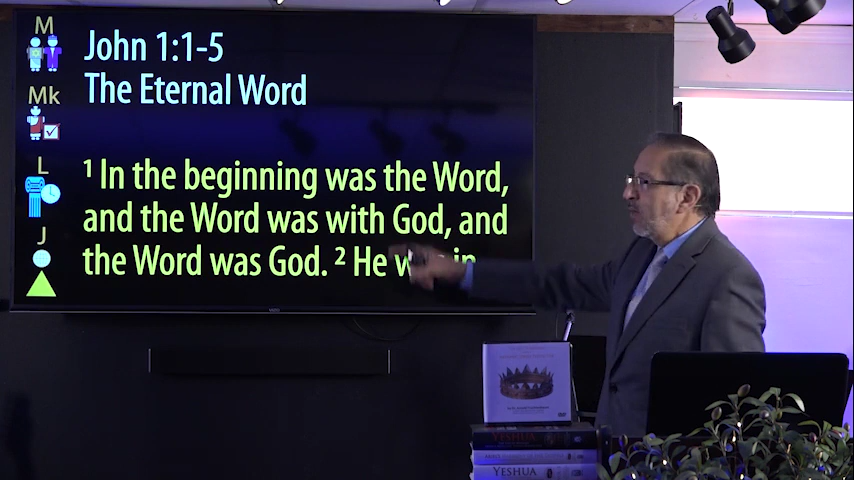 M
John 1:1-5
The Eternal Word
Mk
L
¹ In the beginning was the Word,
and the Word was with God, and
J
the Word was God. ² He
YESHUA
YESHUA